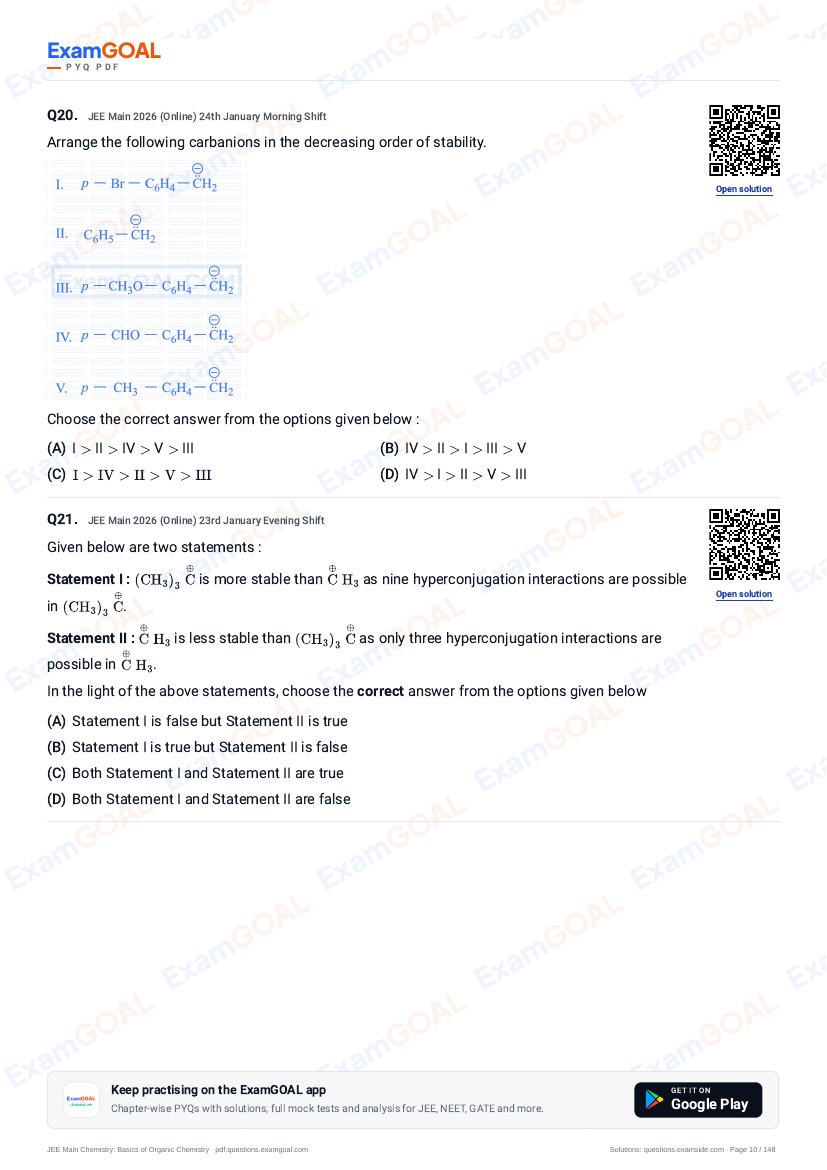 ExamGOAL
PYQ PDF
Q20. JEE Main 2026 (Online) 24th January Morning Shift
Arrange the following carbanions in the decreasing order of stability.
Open solution
I. p — Br — C₆H₄ — C̈H₂ ⊖
II. C₆H₅ — C̈H₂ ⊖
III. p — CH₃O — C₆H₄ — C̈H₂ ⊖
IV. p — CHO — C₆H₄ — C̈H₂ ⊖
V. p — CH₃ — C₆H₄ — C̈H₂ ⊖
Choose the correct answer from the options given below :
(A) I > II > IV > V > III
(B) IV > II > I > III > V
(C) I > IV > II > V > III
(D) IV > I > II > V > III
Q21. JEE Main 2026 (Online) 23rd January Evening Shift
Given below are two statements :
Open solution
Statement I : (CH₃)₃ C⊕ is more stable than C⊕ H₃ as nine hyperconjugation interactions are possible
in (CH₃)₃ C⊕.
Statement II : C⊕ H₃ is less stable than (CH₃)₃ C⊕ as only three hyperconjugation interactions are
possible in C⊕ H₃.
In the light of the above statements, choose the correct answer from the options given below
(A) Statement I is false but Statement II is true
(B) Statement I is true but Statement II is false
(C) Both Statement I and Statement II are true
(D) Both Statement I and Statement II are false
ExamGOAL
Keep practising on the ExamGOAL app
Chapter-wise PYQs with solutions, full mock tests and analysis for JEE, NEET, GATE and more.
GET IT ON
Google Play
JEE Main Chemistry: Basics of Organic Chemistry · pdf.questions.examgoal.com
Solutions: questions.examside.com · Page 10 / 148